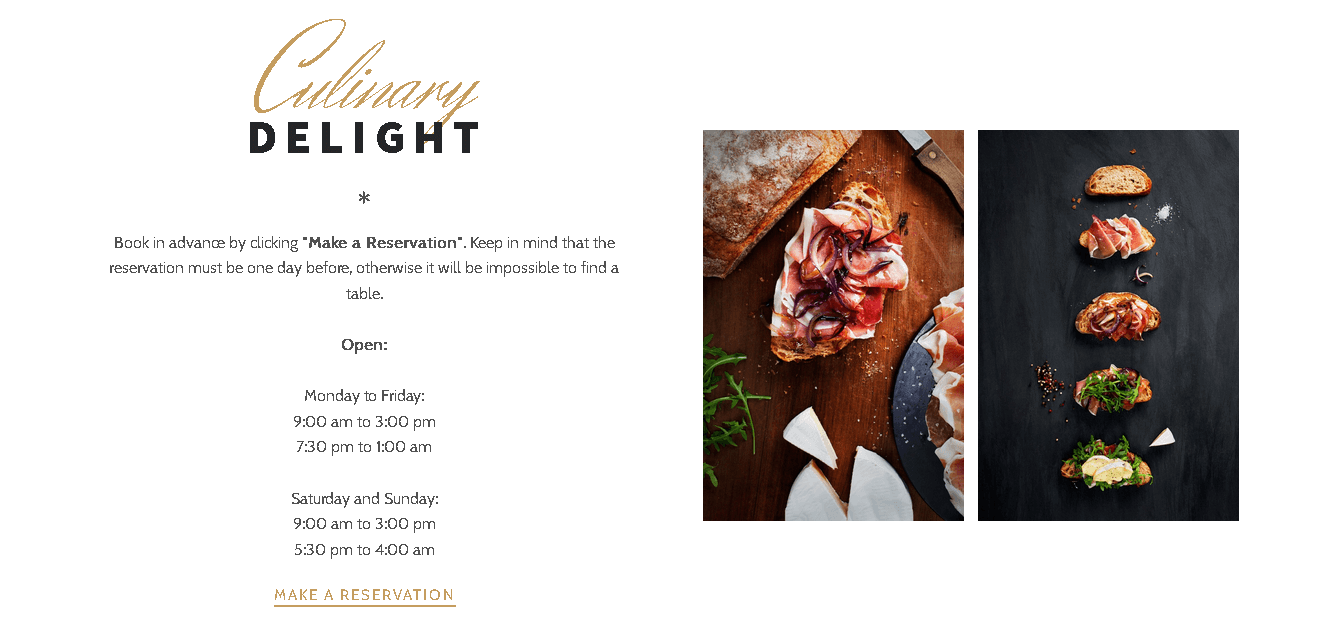 Culinary
DELIGHT
*
Book in advance by clicking "Make a Reservation". Keep in mind that the
reservation must be one day before, otherwise it will be impossible to find a
table.
Open:
Monday to Friday:
9:00 am to 3:00 pm
7:30 pm to 1:00 am
Saturday and Sunday:
9:00 am to 3:00 pm
5:30 pm to 4:00 am
MAKE A RESERVATION